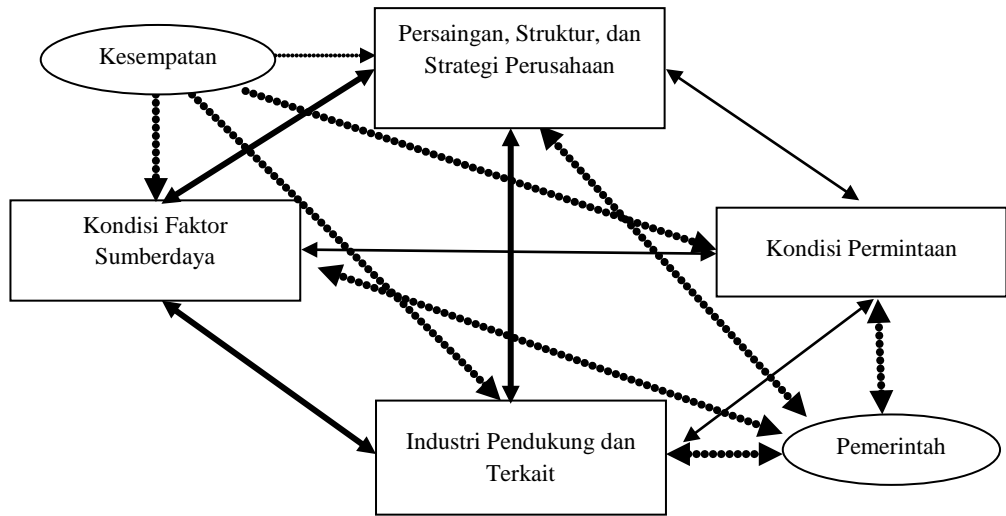 Kesempatan
Persaingan, Struktur, dan
Strategi Perusahaan
Kondisi Faktor
Sumberdaya
Kondisi Permintaan
Industri Pendukung dan
Terkait
Pemerintah